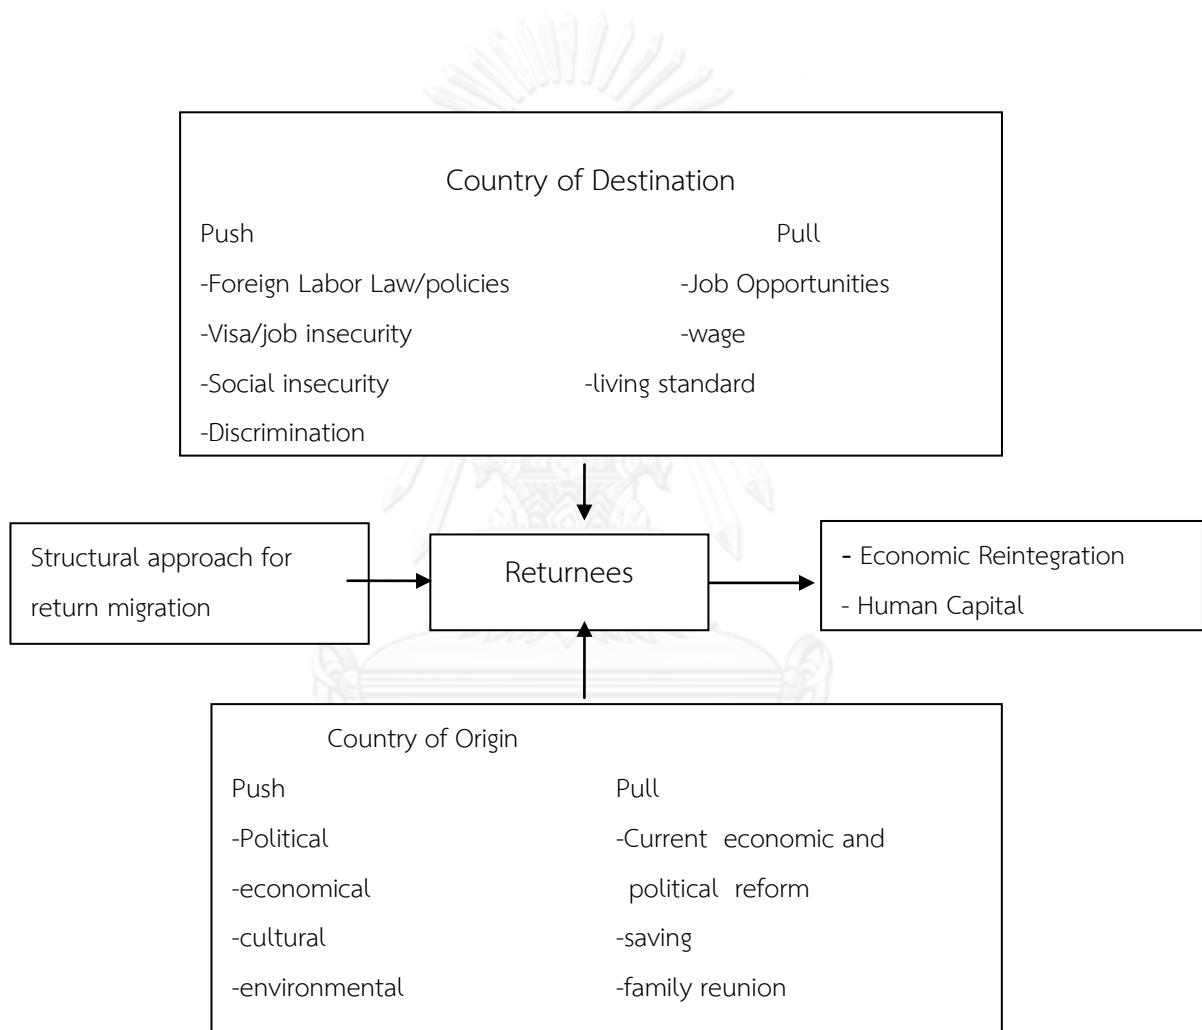 Country of Destination
Push Pull
-Foreign Labor Law/policies -Job Opportunities
-Visa/job insecurity -wage
-Social insecurity -living standard
-Discrimination
Structural approach for
return migration
Returnees
- Economic Reintegration
- Human Capital
Country of Origin
Push Pull
-Political -Current economic and
-economical political reform
-cultural -saving
-environmental -family reunion